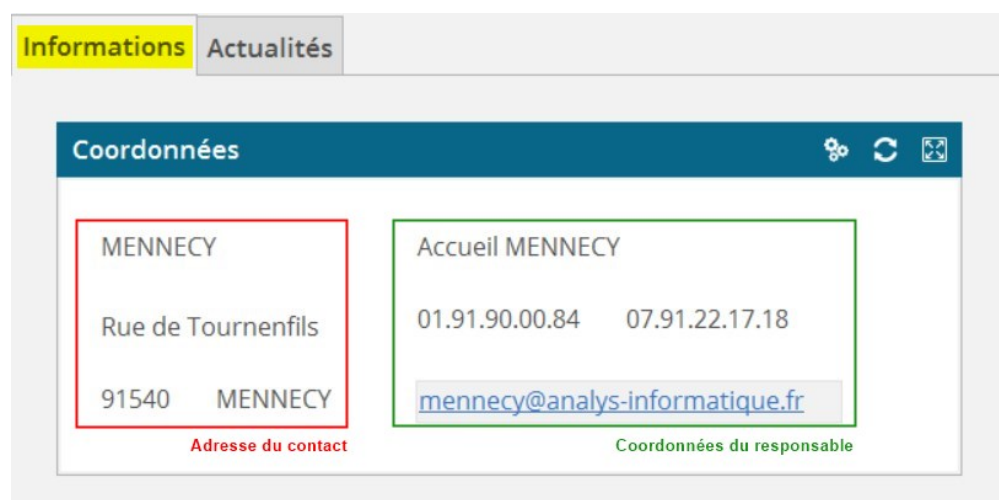 Informations
Actualités
Coordonnées
MENNECY
Rue de Tournenfils
91540 MENNECY
Adresse du contact
Accueil MENNECY
01.91.90.00.84 07.91.22.17.18
mennecy@analys-informatique.fr
Coordonnées du responsable